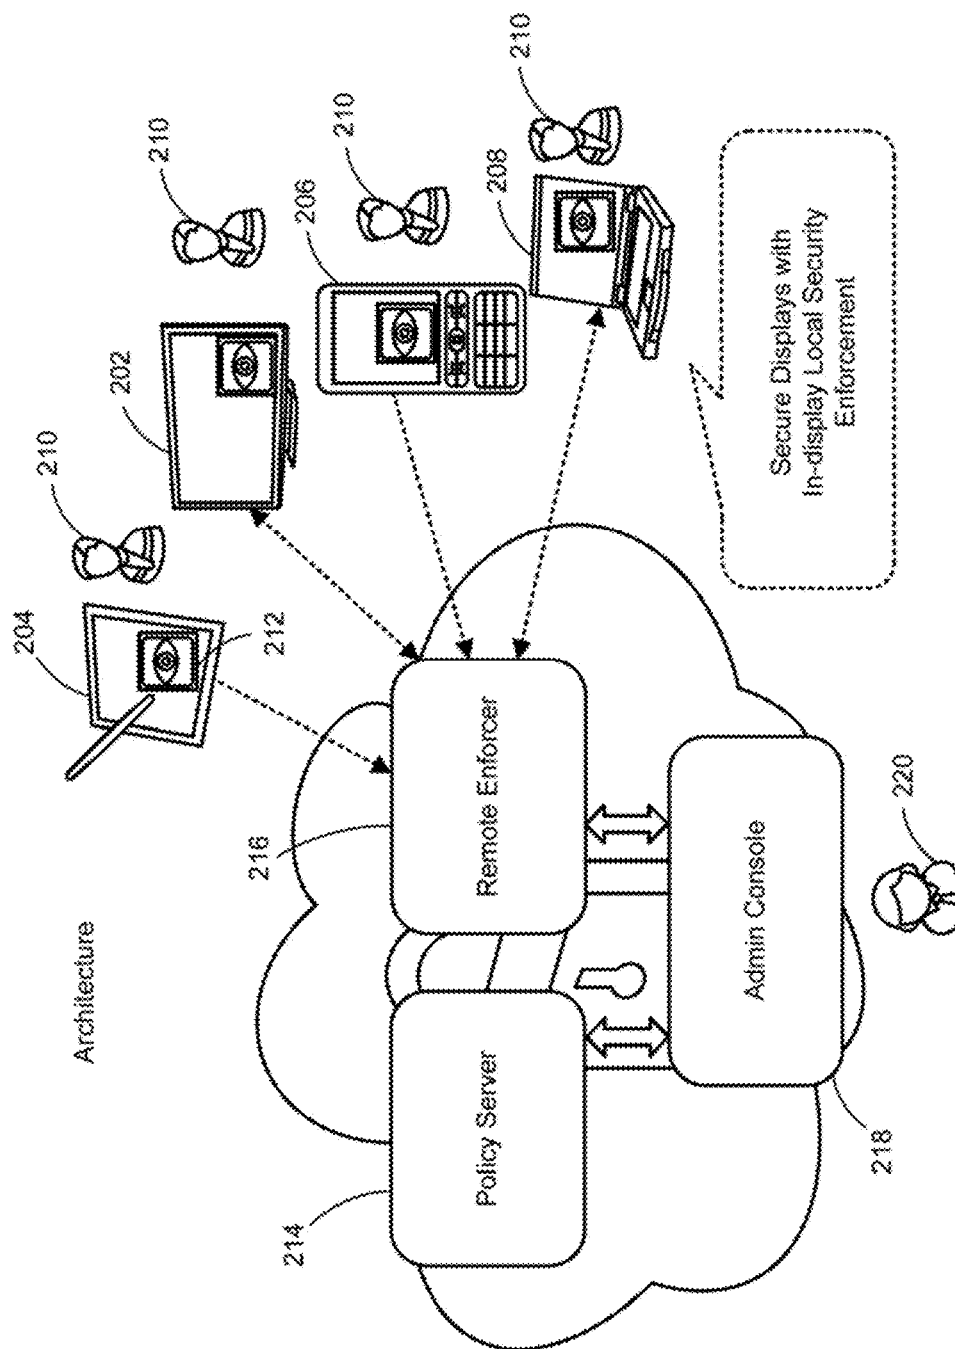 Architecture
204
210
202
210
212
206
210
208
210
216
214
Policy Server
Remote Enforcer
Secure Displays with
In-display Local Security
Enforcement
Admin Console
218
220